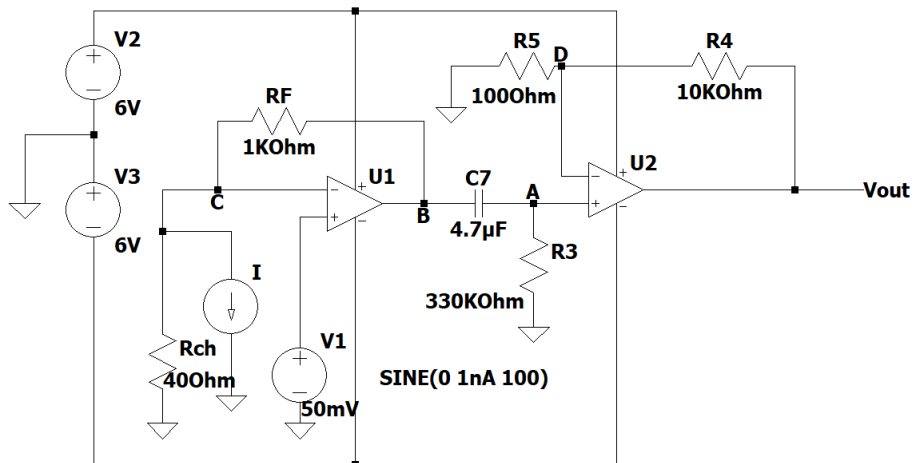 V2
+
−
6V
V3
+
−
6V
RF
1KOhm
C
−
+
U1
+
−
B
C7
4.7µF
A
R3
330KOhm
R5
100Ohm
D
R4
10KOhm
−
+
U2
+
−
Vout
I
Rch
40Ohm
V1
+
−
50mV
SINE(0 1nA 100)